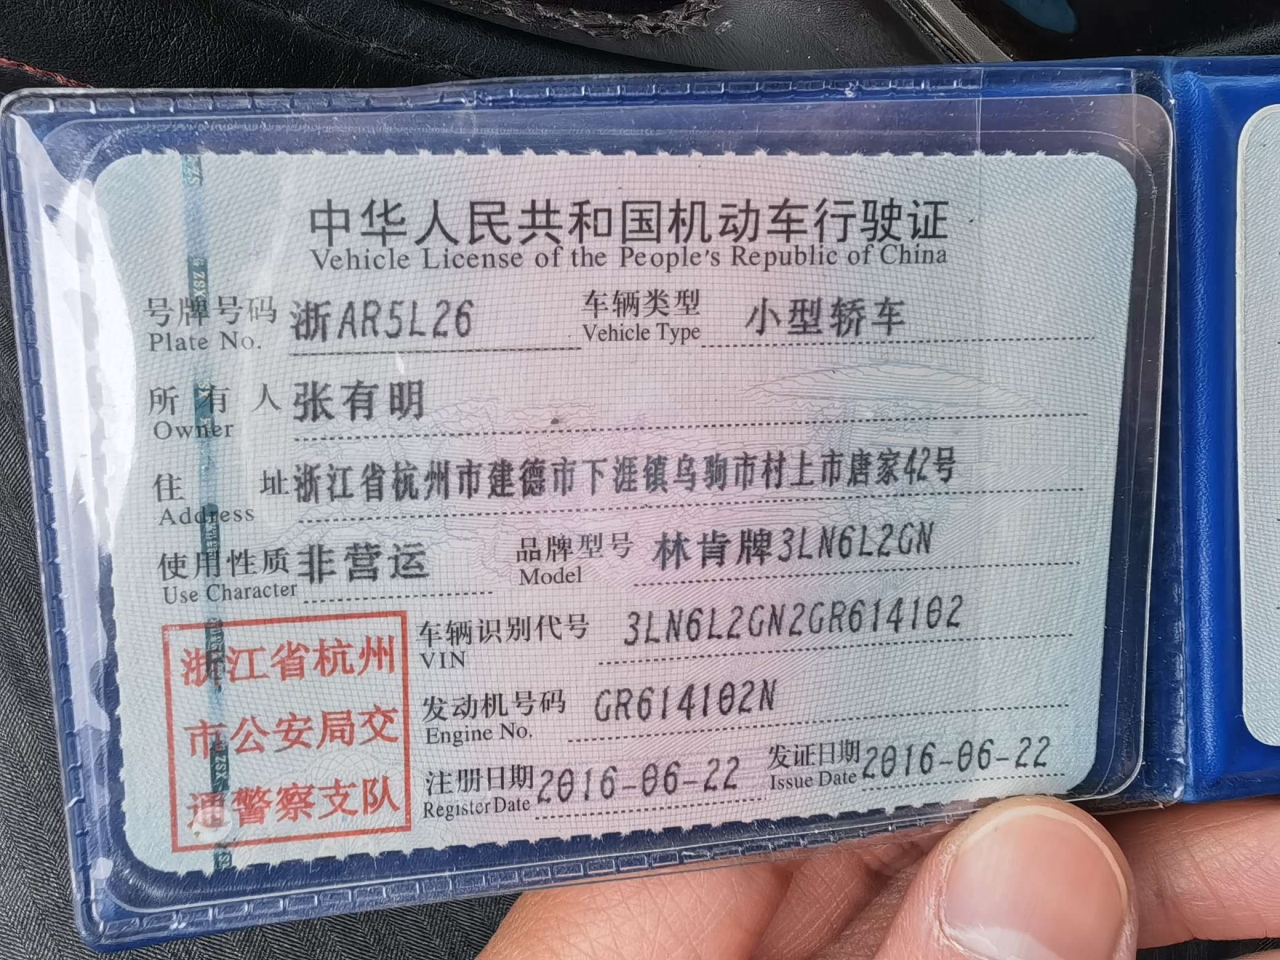 中华人民共和国机动车行驶证
Vehicle License of the People's Republic of China
号牌号码 浙AR5L26 车辆类型 小型轿车
Plate No. Vehicle Type
所有人 张有明
Owner
住址 浙江省杭州市建德市下涯镇乌驹市村上市唐家42号
Address
使用性质 非营运 品牌型号 林肯牌3LN6L2GN
Use Character Model
车辆识别代号 3LN6L2GN2GR614102
VIN
发动机号码 GR614102N
Engine No.
注册日期 2016-06-22 发证日期 2016-06-22
Register Date Issue Date
浙江省杭州
市公安局交
通警察支队